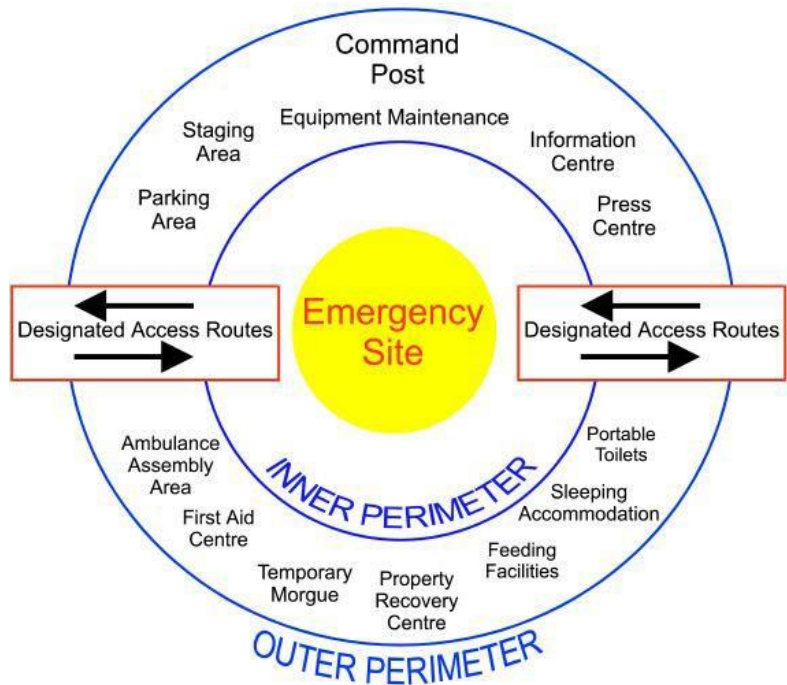 Command
Post
Equipment Maintenance
Staging
Area
Parking
Area
Information
Centre
Press
Centre
Designated Access Routes
Emergency
Site
Designated Access Routes
Ambulance
Assembly
Area
First Aid
Centre
Temporary
Morgue
Property
Recovery
Centre
Feeding
Facilities
Sleeping
Accommodation
Portable
Toilets
INNER PERIMETER
OUTER PERIMETER